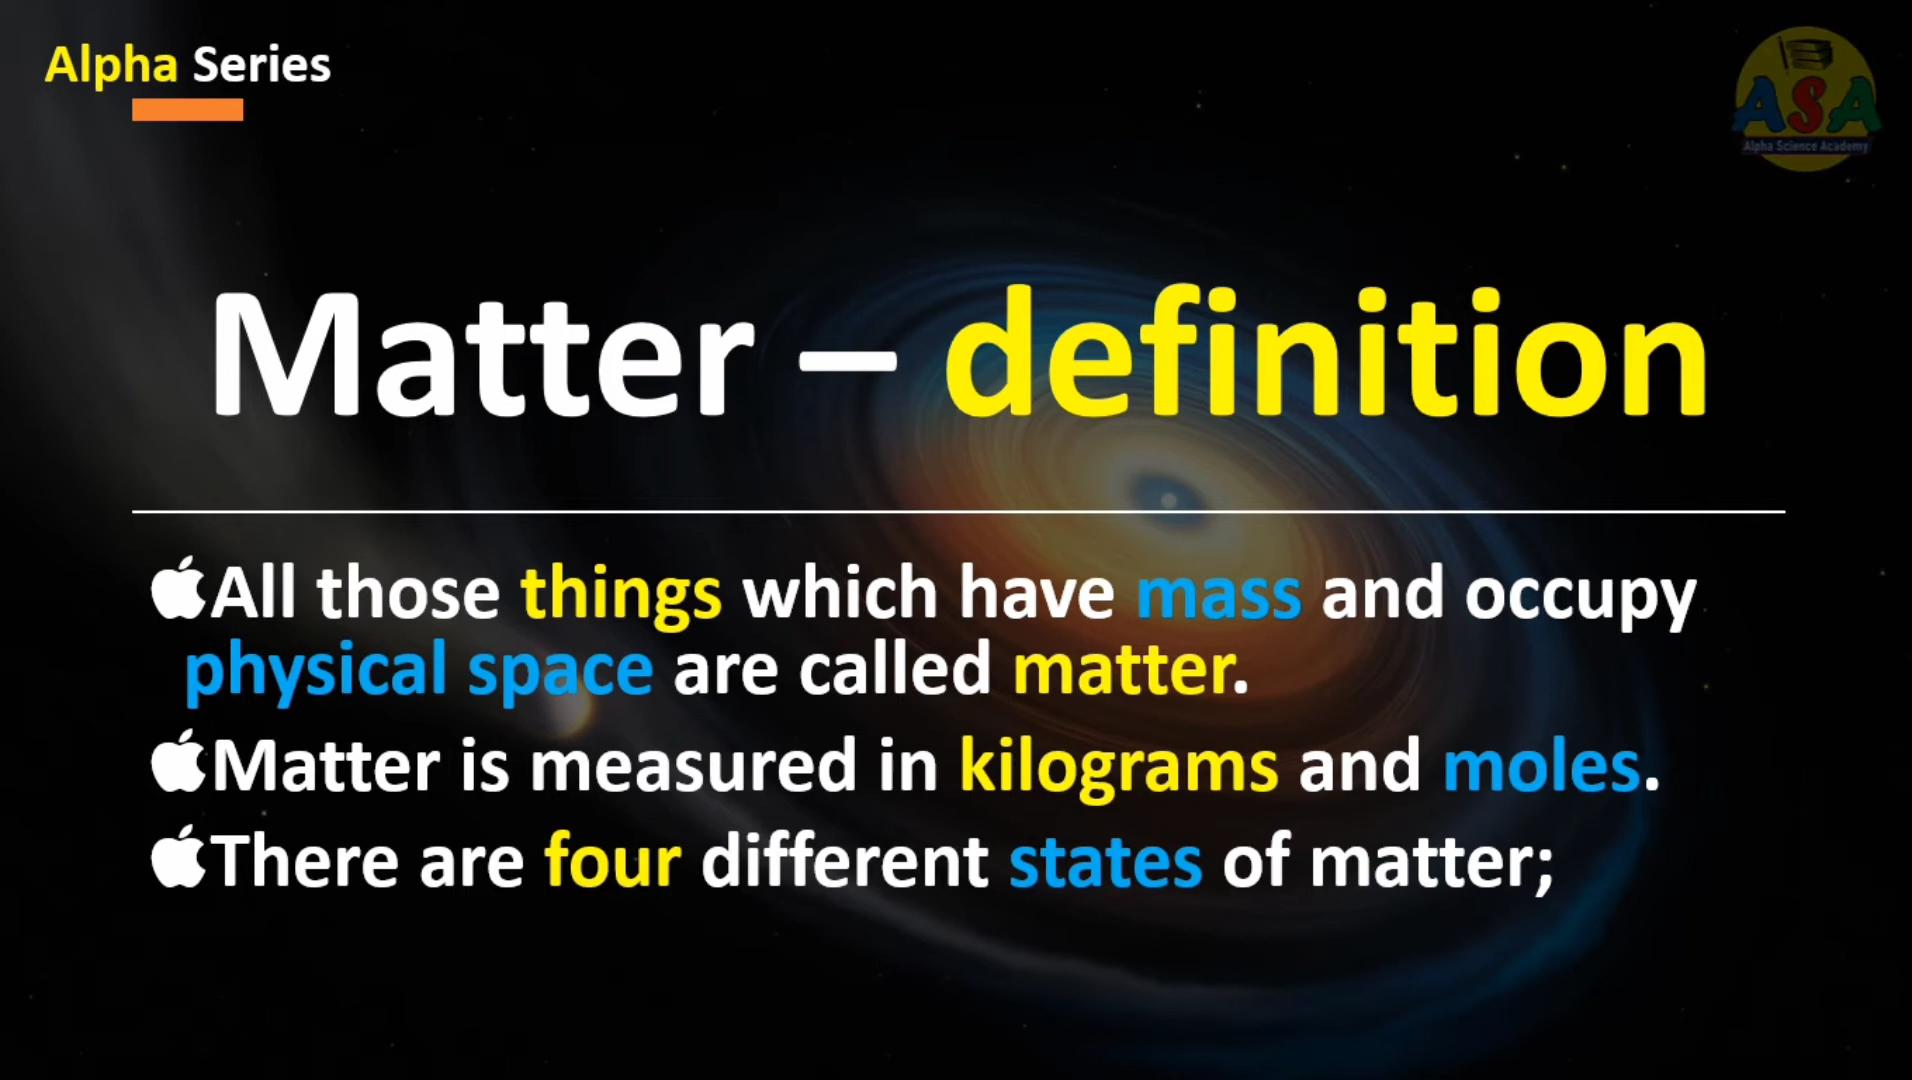 Alpha Series
ASA
Alpha Science Academy
Matter – definition
All those things which have mass and occupy
physical space are called matter.
Matter is measured in kilograms and moles.
There are four different states of matter;